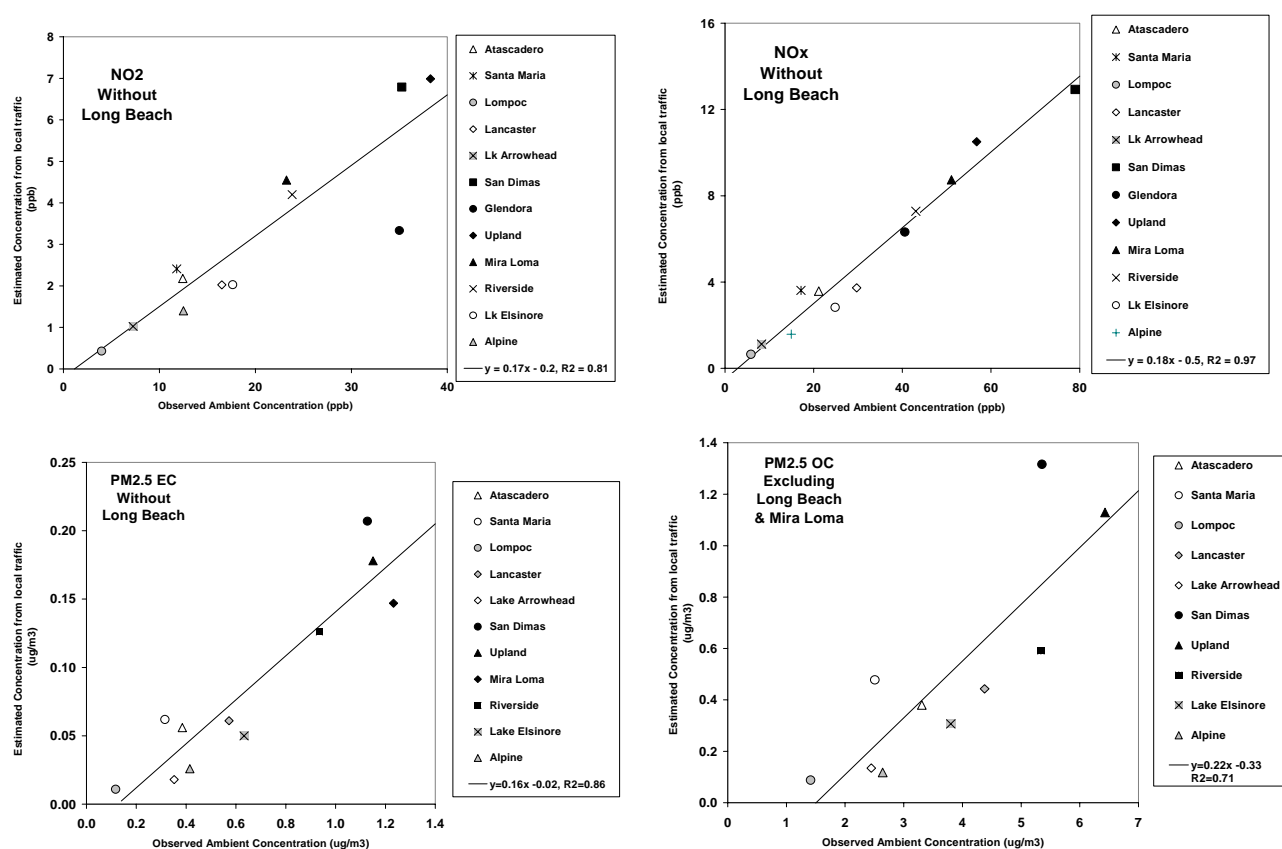 NO2
Without
Long Beach
Estimated Concentration from local traffic
(ppb)
8
7
6
5
4
3
2
1
0
0
10
20
30
40
Observed Ambient Concentration (ppb)
Atascadero
Santa Maria
Lompoc
Lancaster
Lk Arrowhead
San Dimas
Glendora
Upland
Mira Loma
Riverside
Lk Elsinore
Alpine
y = 0.17x - 0.2, R2 = 0.81
NOx
Without
Long Beach
Estimated Concentration from local traffic
(ppb)
16
12
8
4
0
0
20
40
60
80
Observed Ambient Concentration (ppb)
Atascadero
Santa Maria
Lompoc
Lancaster
Lk Arrowhead
San Dimas
Glendora
Upland
Mira Loma
Riverside
Lk Elsinore
Alpine
y = 0.18x - 0.5, R2 = 0.97
PM2.5 EC
Without
Long Beach
Estimated Concentration from local traffic
(ug/m3)
0.25
0.20
0.15
0.10
0.05
0.00
0.0
0.2
0.4
0.6
0.8
1.0
1.2
1.4
Observed Ambient Concentration (ug/m3)
Atascadero
Santa Maria
Lompoc
Lancaster
Lake Arrowhead
San Dimas
Upland
Mira Loma
Riverside
Lake Elsinore
Alpine
y=0.16x -0.02, R2=0.86
PM2.5 OC
Excluding
Long Beach
& Mira Loma
Estimated Concentration from local traffic
(ug/m3)
1.4
1.2
1.0
0.8
0.6
0.4
0.2
0.0
0
1
2
3
4
5
6
7
Observed Ambient Concentration (ug/m3)
Atascadero
Santa Maria
Lompoc
Lancaster
Lake Arrowhead
San Dimas
Upland
Riverside
Lake Elsinore
Alpine
y=0.22x -0.33
R2=0.71